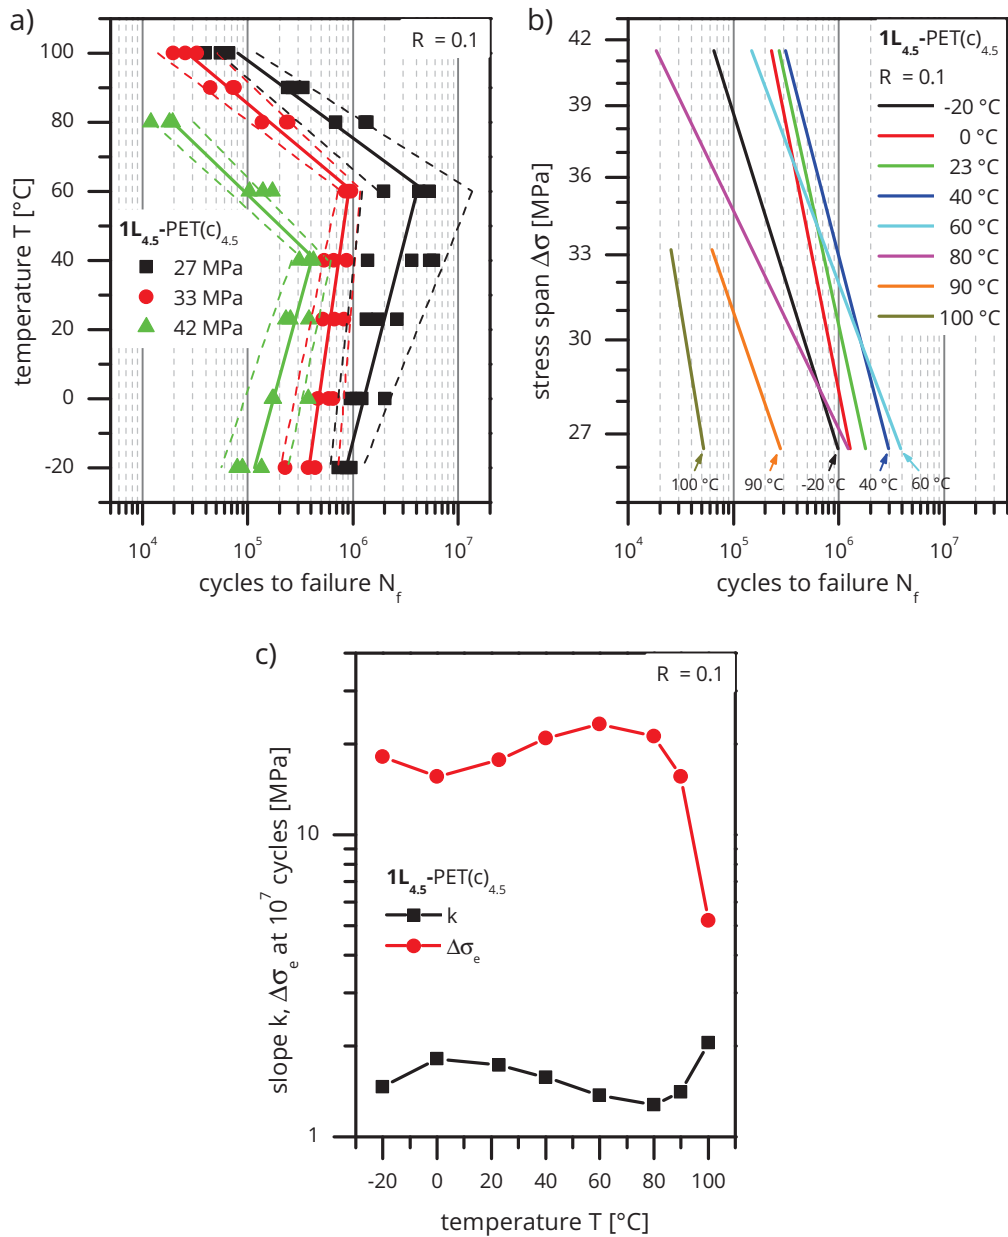 a)
R = 0.1
temperature T [°C]
100
80
60
40
20
0
-20
1L4.5-PET(c)4.5
27 MPa
33 MPa
42 MPa
10^4 10^5 10^6 10^7
cycles to failure Nf
b)
stress span Δσ [MPa]
42
39
36
33
30
27
1L4.5-PET(c)4.5
R = 0.1
-20 °C
0 °C
23 °C
40 °C
60 °C
80 °C
90 °C
100 °C
100 °C 90 °C -20°C 40 °C 60 °C
10^4 10^5 10^6 10^7
cycles to failure Nf
c)
R = 0.1
slope k, Δσe at 10^7 cycles [MPa]
10
1
1L4.5-PET(c)4.5
k
Δσe
-20 0 20 40 60 80 100
temperature T [°C]